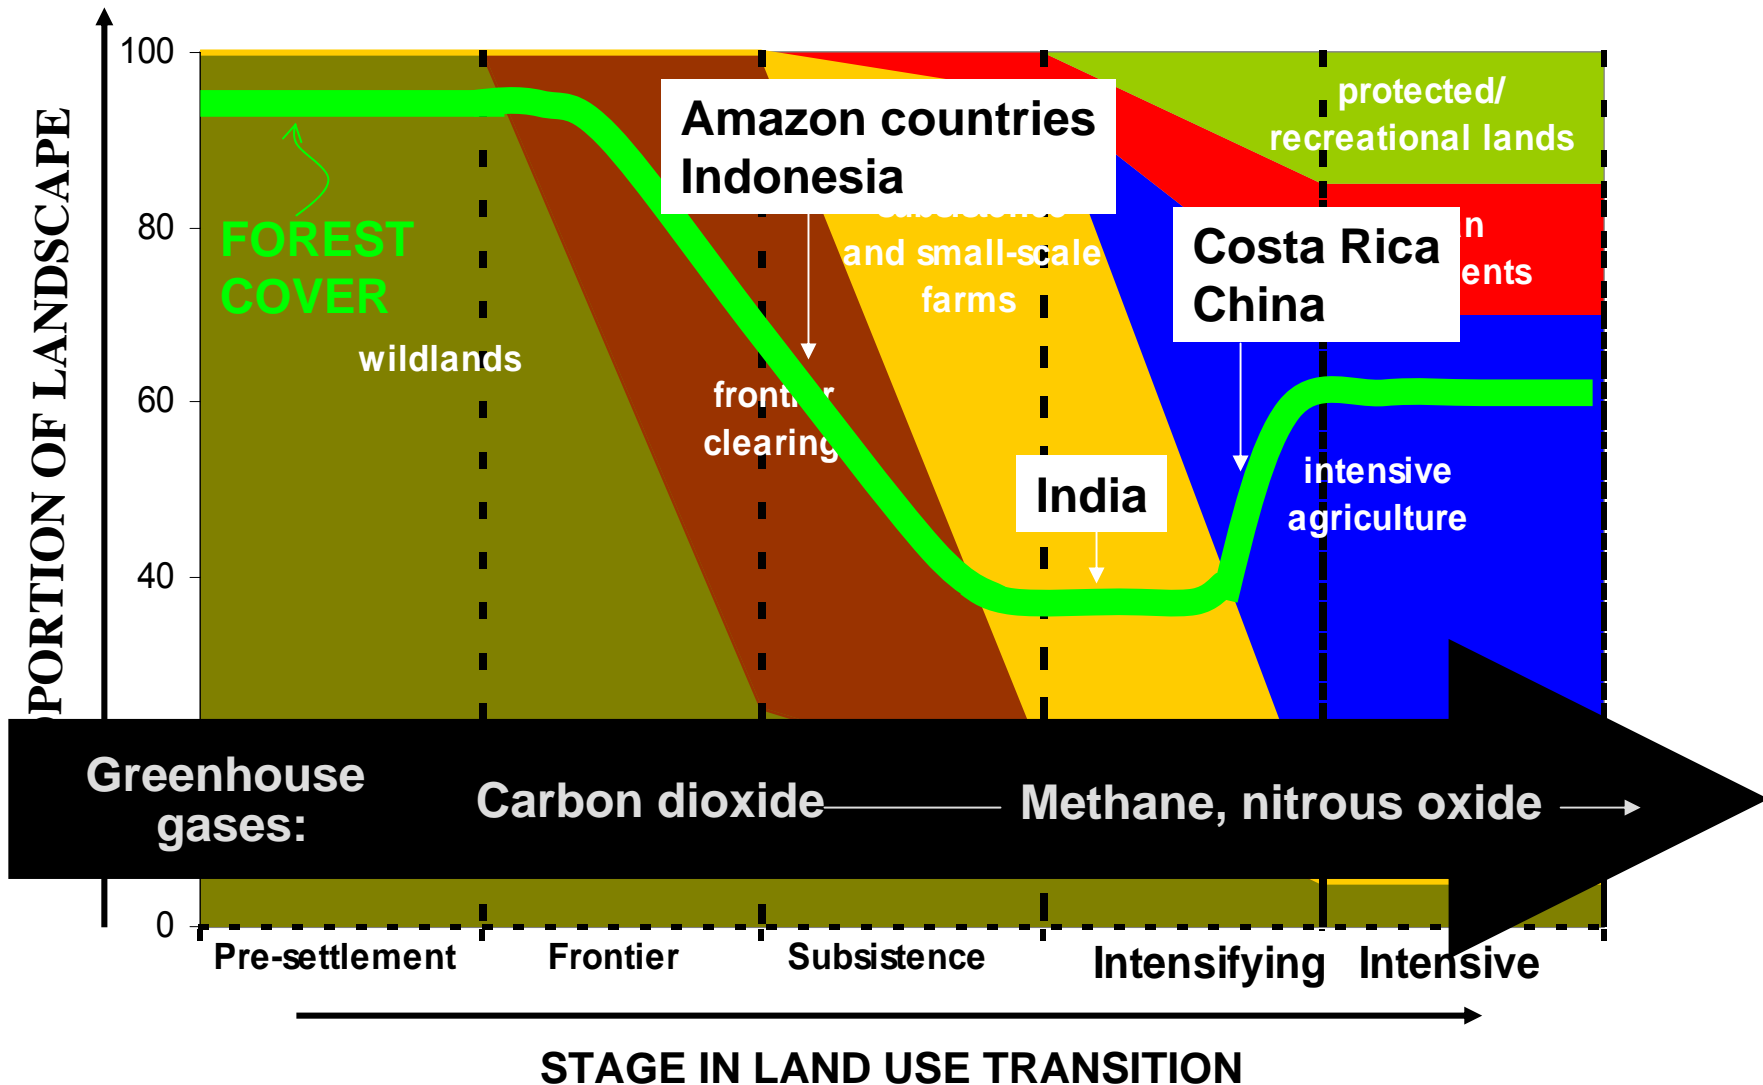 100
80
60
40
0
OF LANDSCAPE
FOREST
COVER
wildlands
frontier
clearing
Amazon countries
Indonesia
and small-scale
farms
India
Costa Rica
China
protected/
recreational lands
intensive
agriculture
Greenhouse
gases:
Carbon dioxide
Methane, nitrous oxide
Pre-settlement
Frontier
Subsistence
Intensifying
Intensive
STAGE IN LAND USE TRANSITION